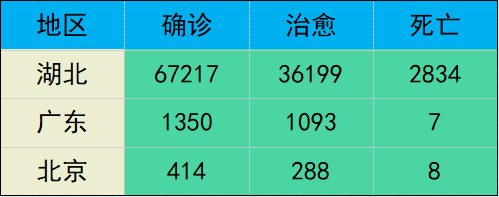 地区 确诊 治愈 死亡
湖北 67217 36199 2834
广东 1350 1093 7
北京 414 288 8